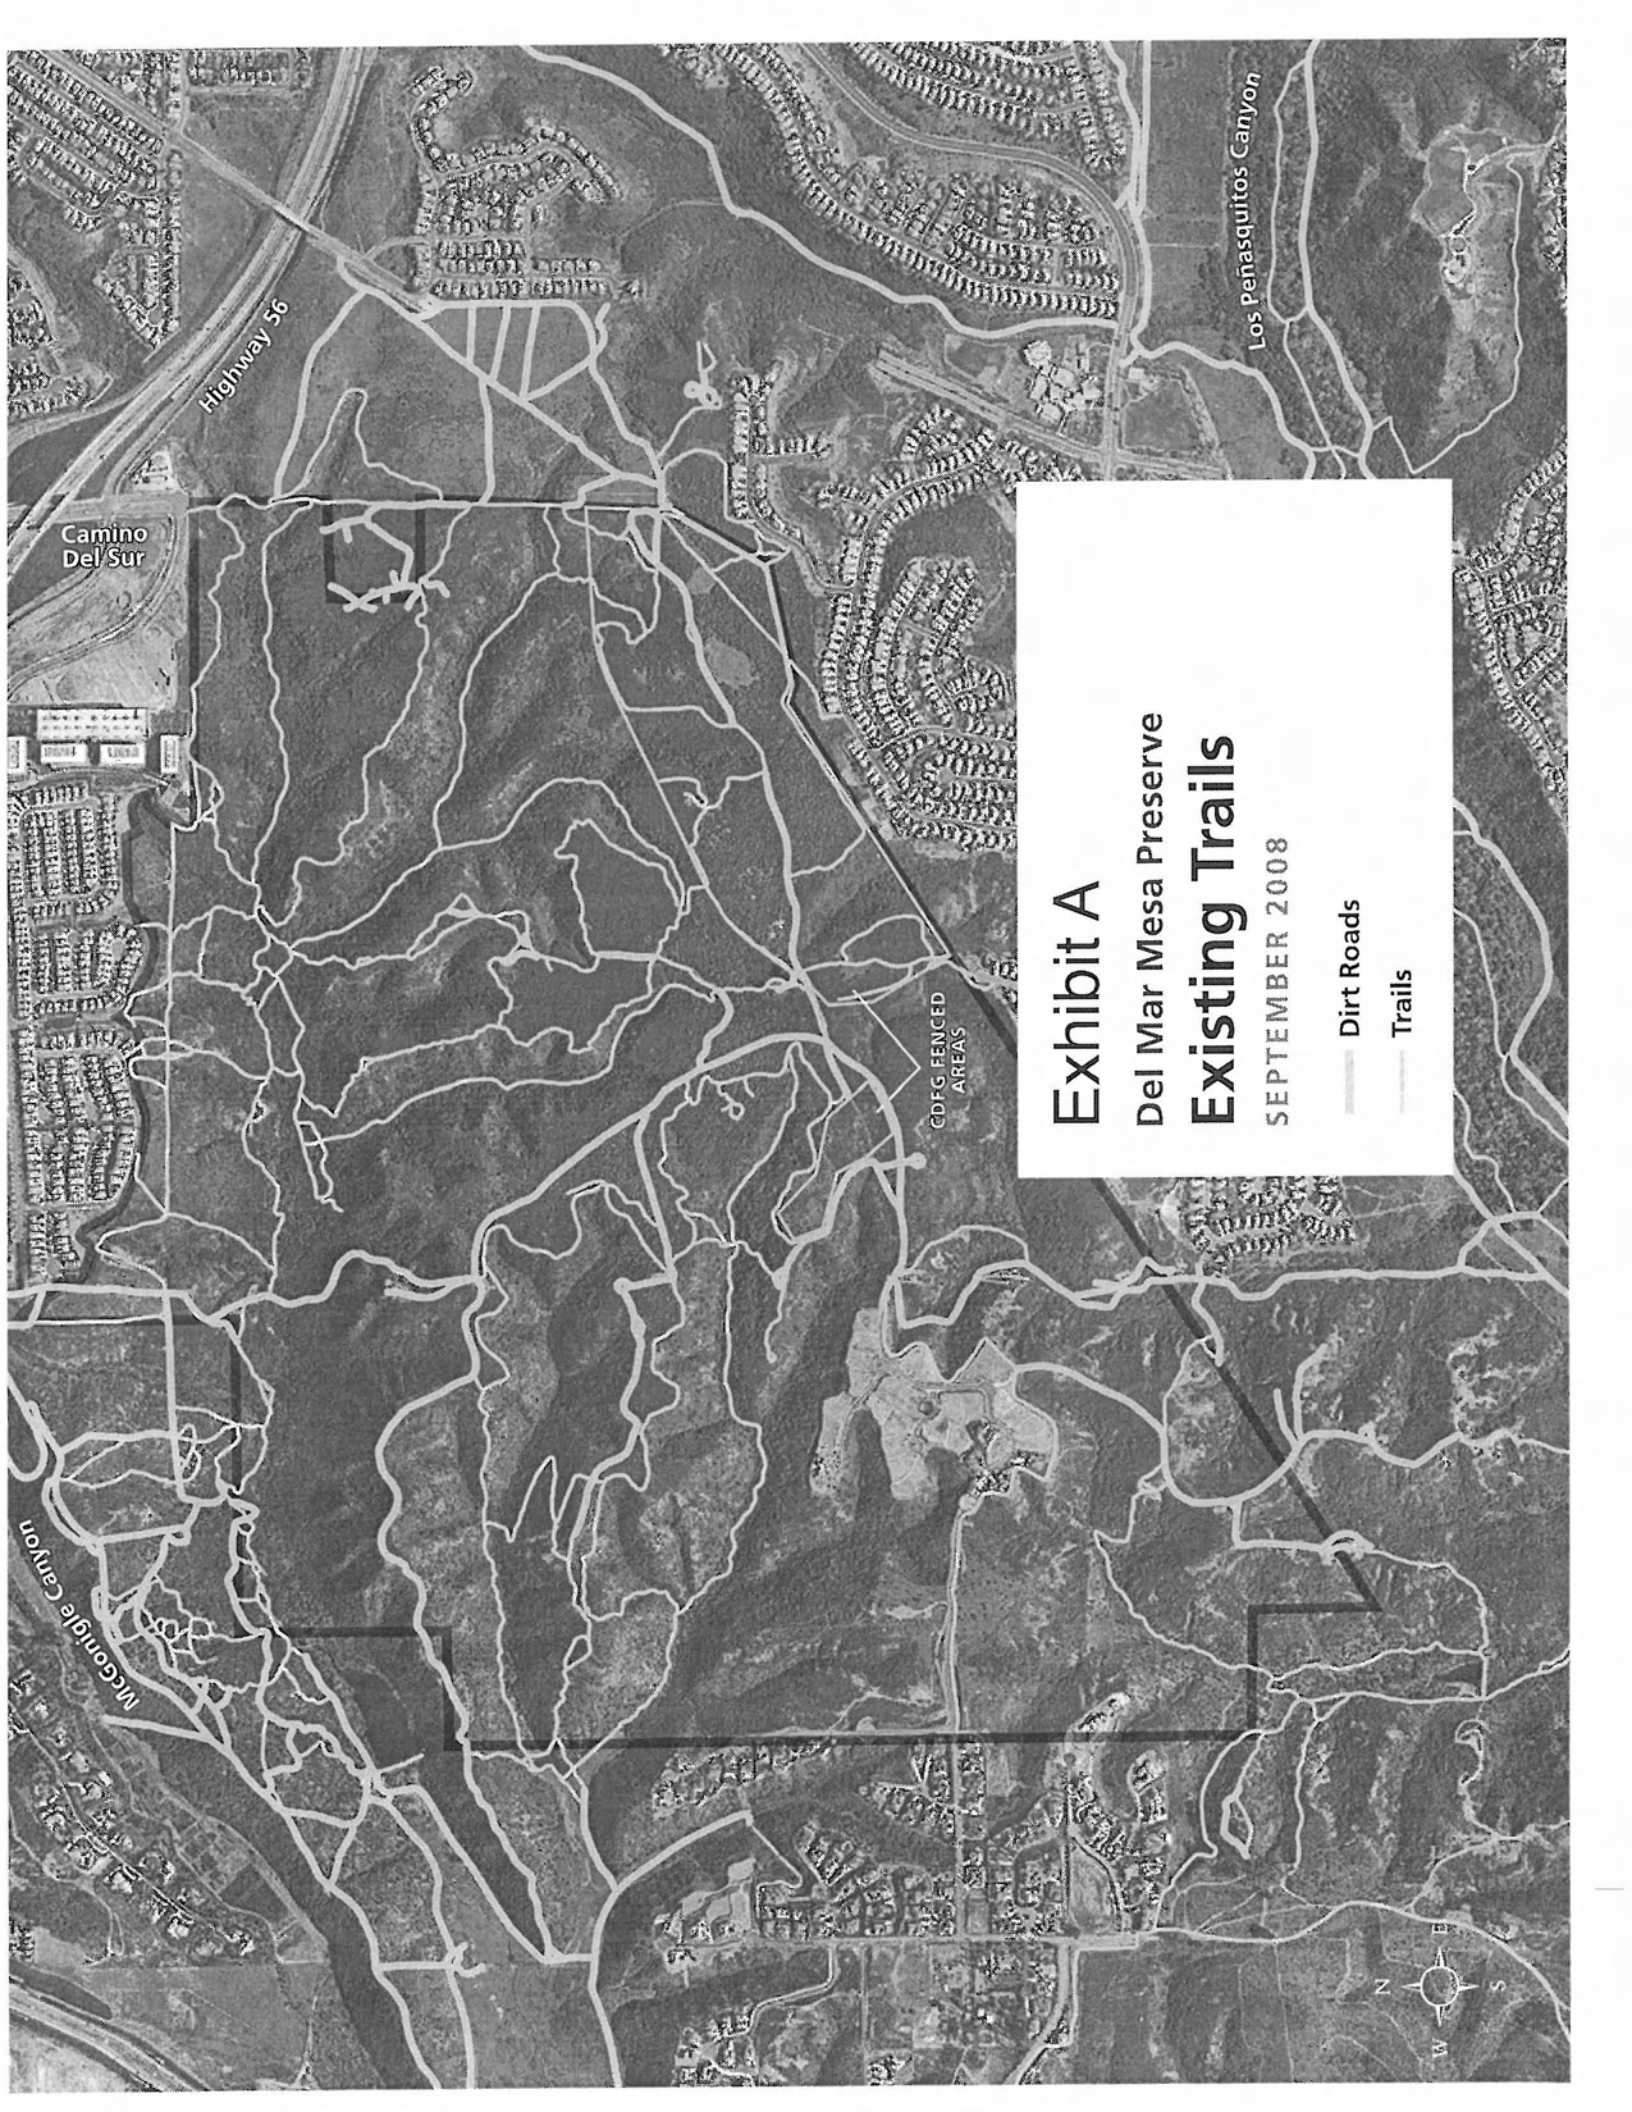 Camino
Del Sur
Highway 56
Los Peñasquitos Canyon
McGonigle Canyon
CDFG FENCED
AREAS
Exhibit A
Del Mar Mesa Preserve
Existing Trails
SEPTEMBER 2008
Dirt Roads
Trails
N
W
E
S